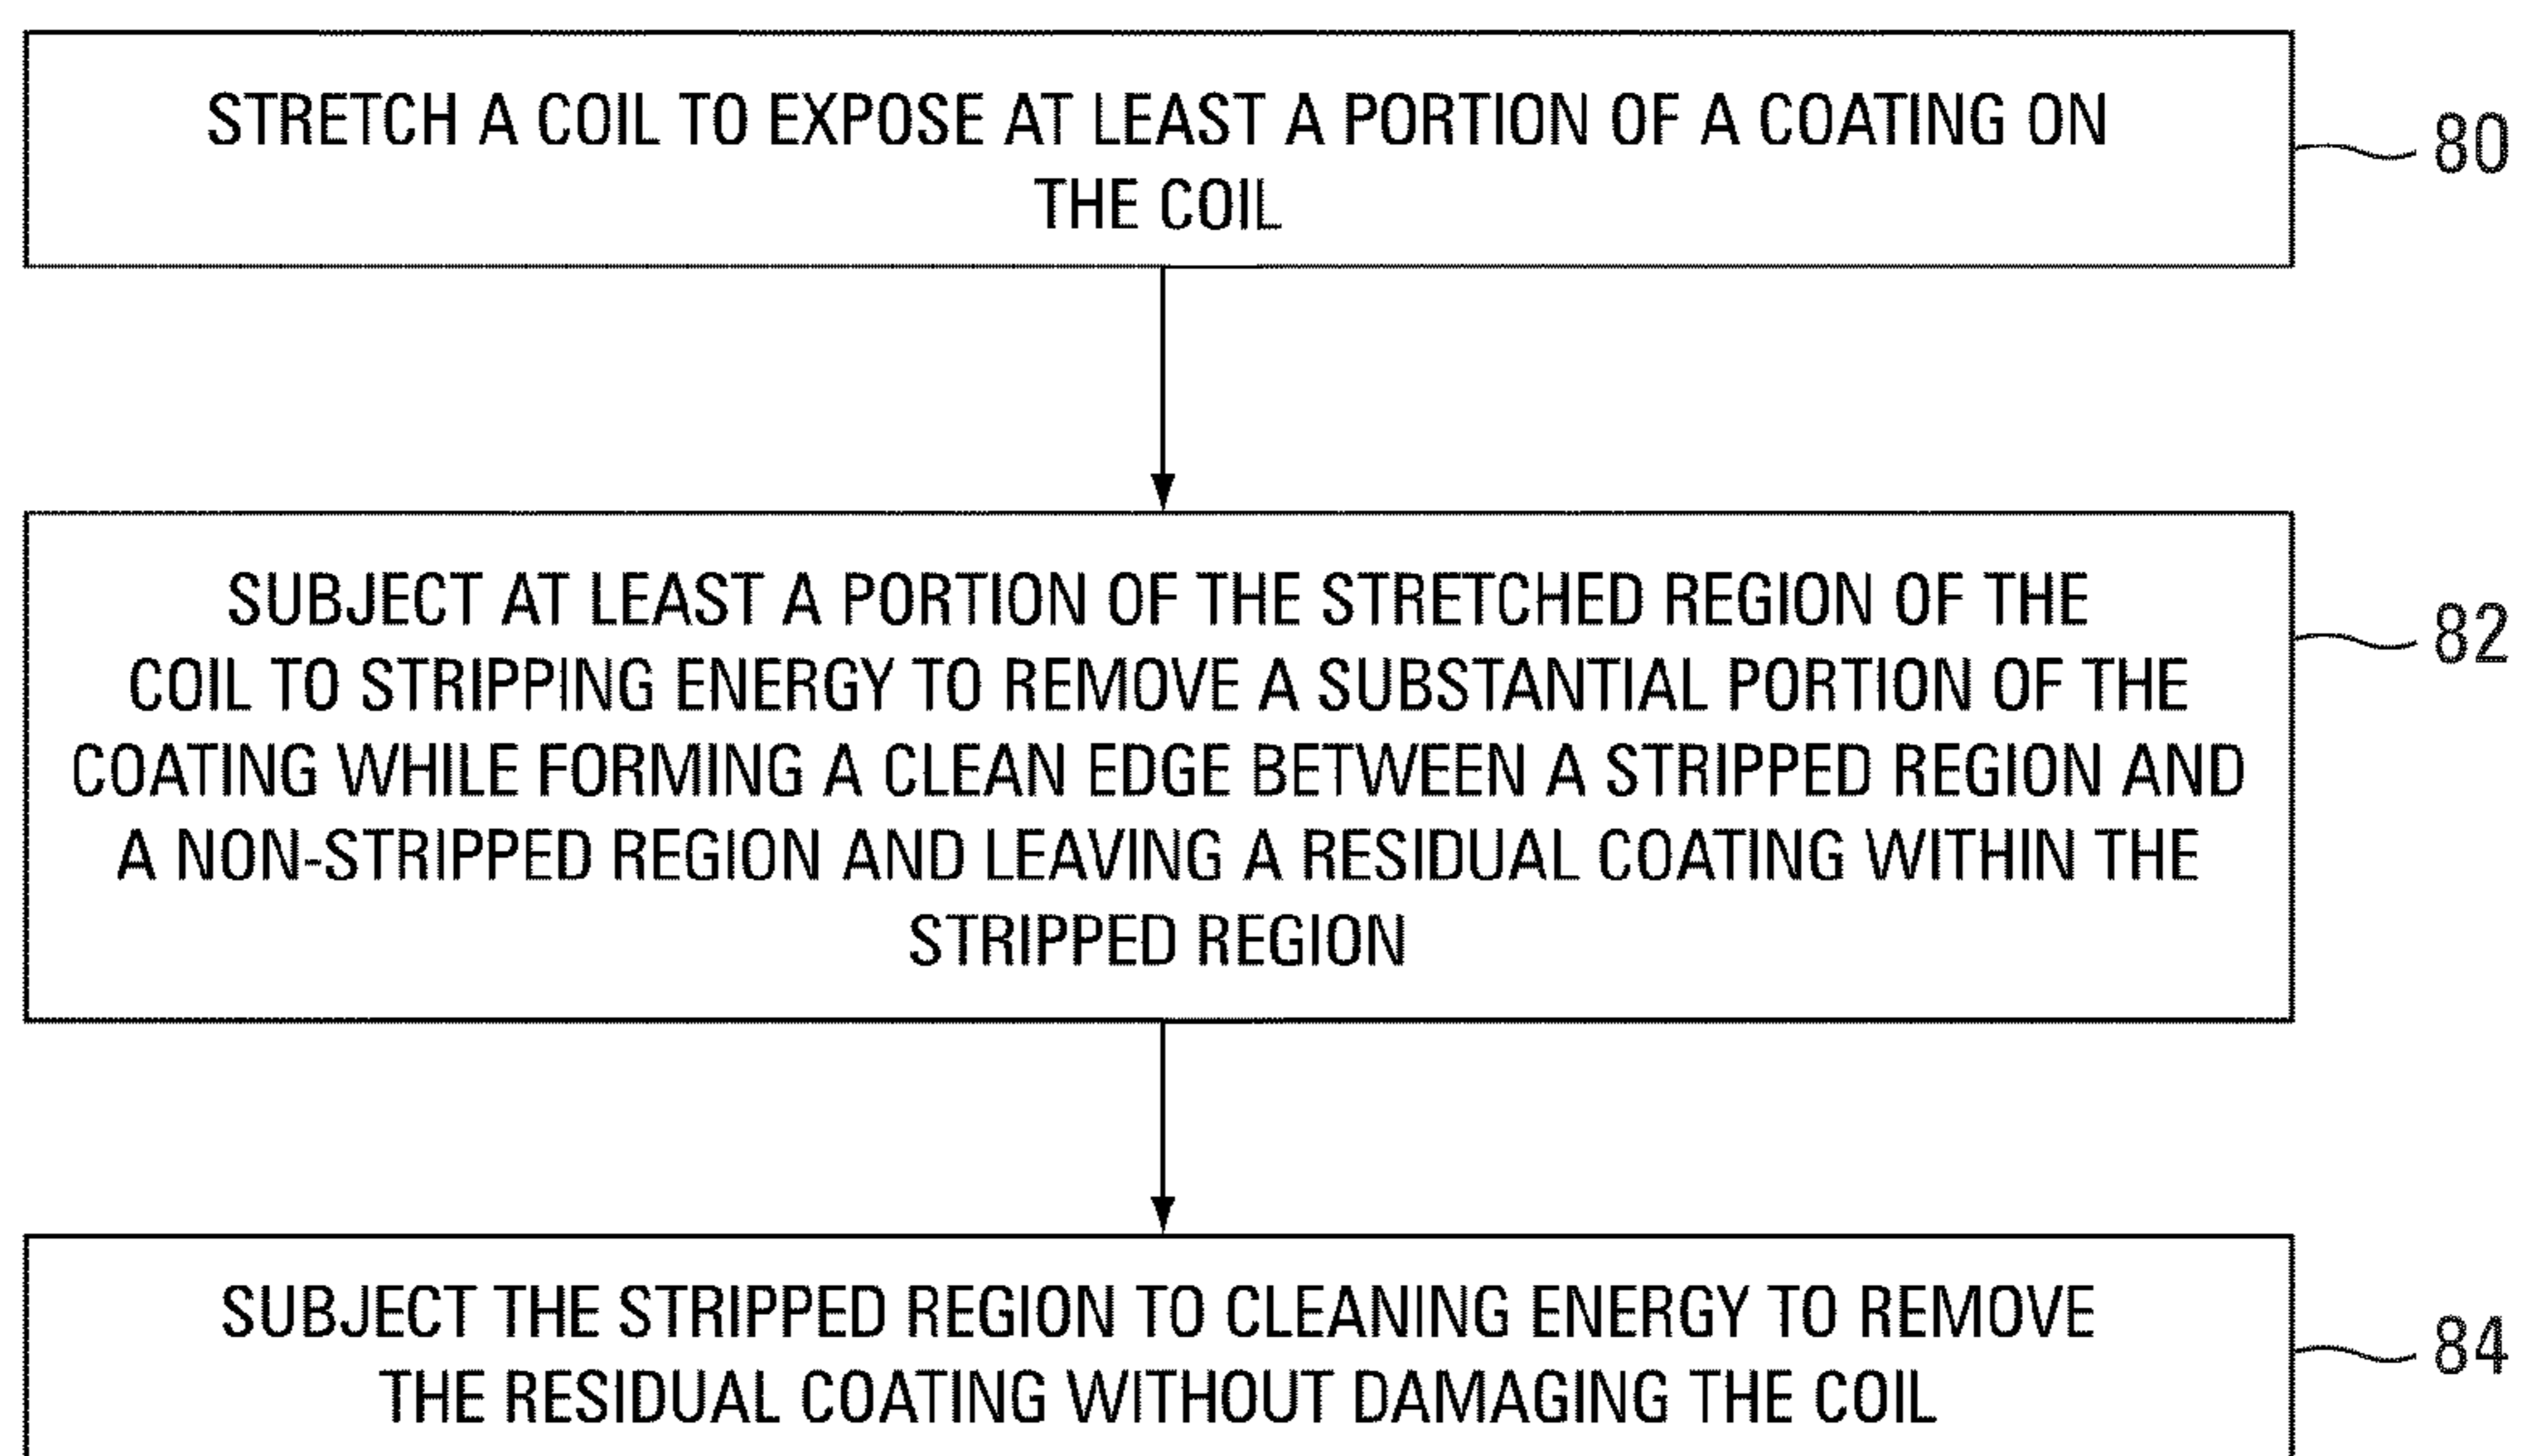 STRETCH A COIL TO EXPOSE AT LEAST A PORTION OF A COATING ON
THE COIL
80
SUBJECT AT LEAST A PORTION OF THE STRETCHED REGION OF THE
COIL TO STRIPPING ENERGY TO REMOVE A SUBSTANTIAL PORTION OF THE
COATING WHILE FORMING A CLEAN EDGE BETWEEN A STRIPPED REGION AND
A NON-STRIPPED REGION AND LEAVING A RESIDUAL COATING WITHIN THE
STRIPPED REGION
82
SUBJECT THE STRIPPED REGION TO CLEANING ENERGY TO REMOVE
THE RESIDUAL COATING WITHOUT DAMAGING THE COIL
84